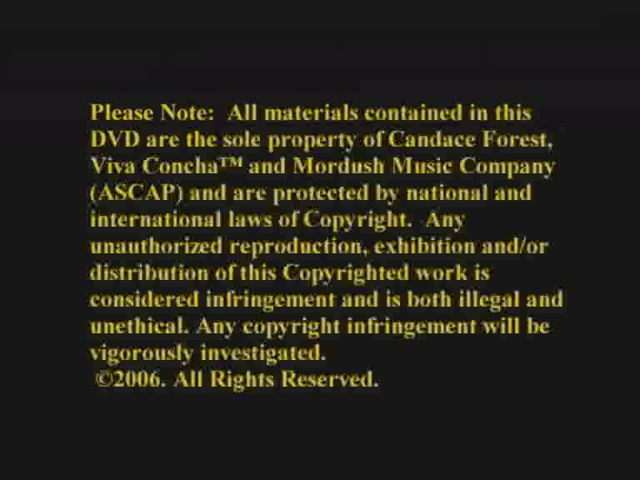 Please Note:  All materials contained in this
DVD are the sole property of Candace Forest,
Viva Concha™ and Mordush Music Company
(ASCAP) and are protected by national and
international laws of Copyright.  Any
unauthorized reproduction, exhibition and/or
distribution of this Copyrighted work is
considered infringement and is both illegal and
unethical. Any copyright infringement will be
vigorously investigated.
©2006. All Rights Reserved.